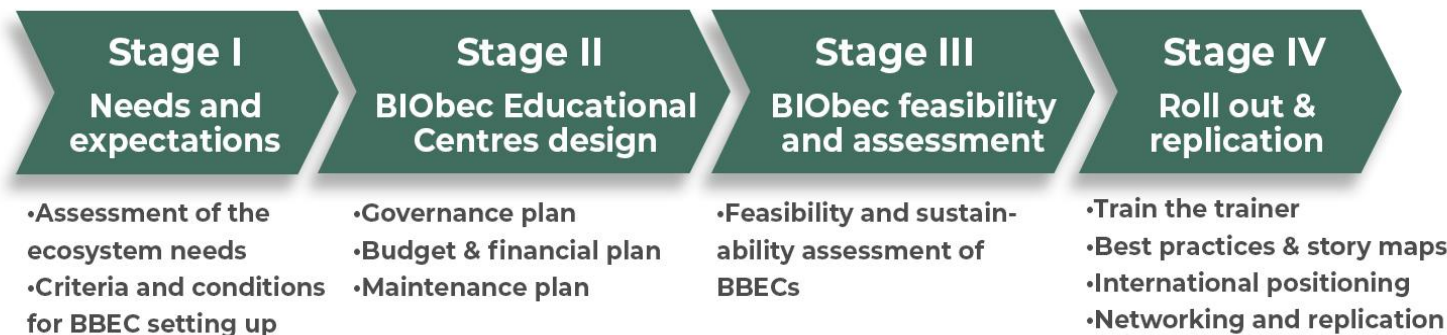 Stage I
Needs and
expectations
•Assessment of the
ecosystem needs
•Criteria and conditions
for BBEC setting up
Stage II
BIObec Educational
Centres design
•Governance plan
•Budget & financial plan
•Maintenance plan
Stage III
BIObec feasibility
and assessment
•Feasibility and sustain-
ability assessment of
BBECs
Stage IV
Roll out &
replication
•Train the trainer
•Best practices & story maps
•International positioning
•Networking and replication